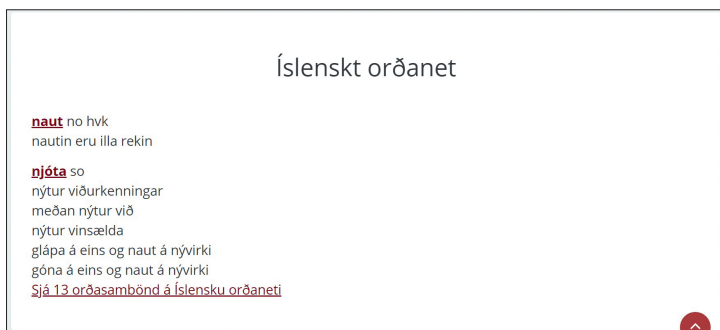 Íslenskt orðanet
naut no hvk
nautin eru illa rekin
njóta so
nýtur viðurkenningar
meðan nýtur við
nýtur vinsælda
glápa á eins og naut á nývirki
góna á eins og naut á nývirki
Sjá 13 orðasambönd á Íslensku orðaneti